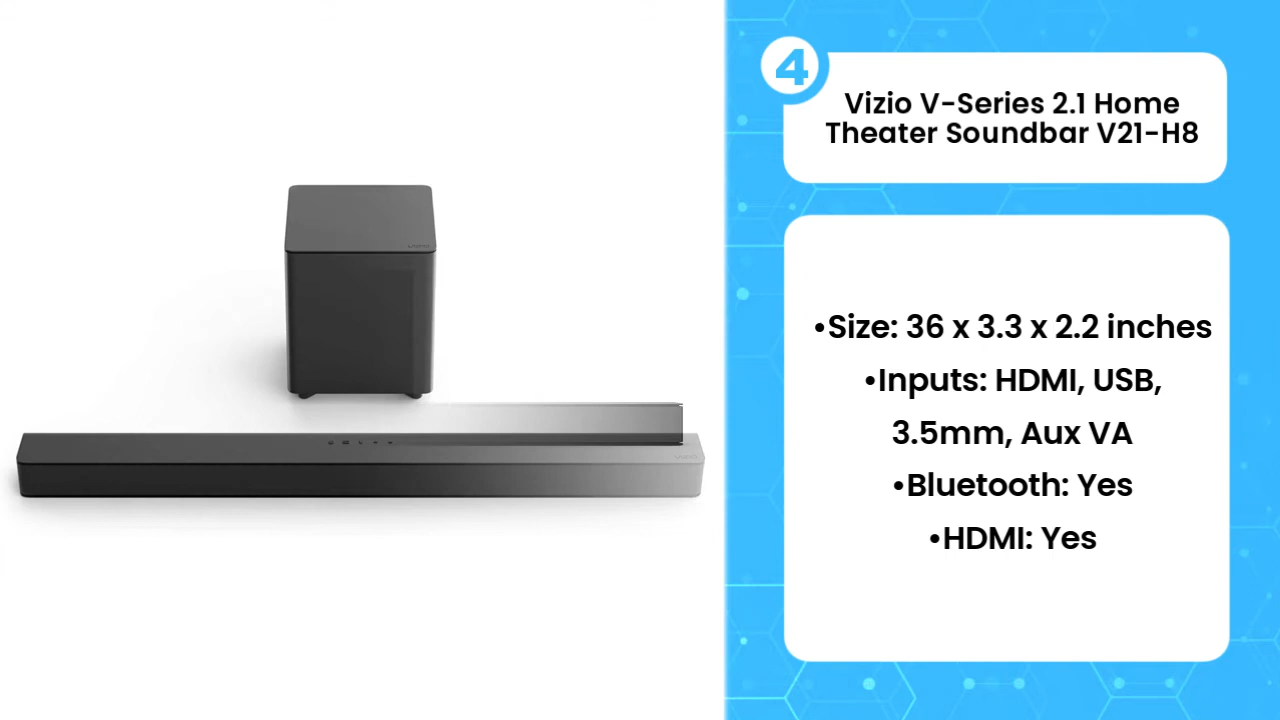 4
Vizio V-Series 2.1 Home
Theater Soundbar V21-H8
•Size: 36 x 3.3 x 2.2 inches
•Inputs: HDMI, USB,
3.5mm, Aux VA
•Bluetooth: Yes
•HDMI: Yes